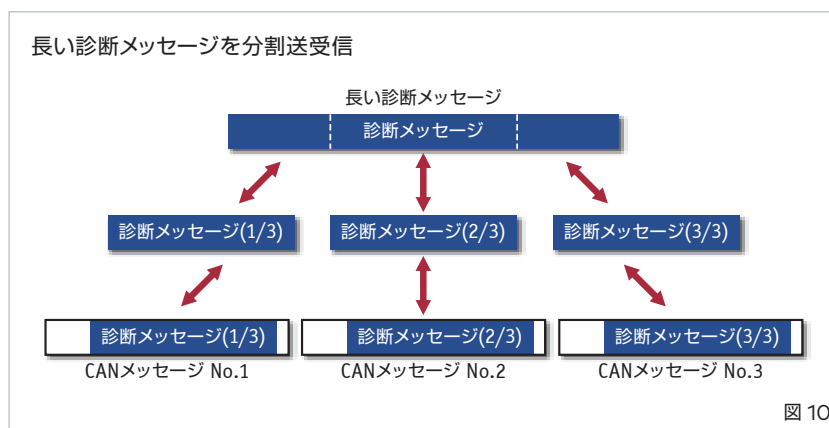 長い診断メッセージを分割送受信
長い診断メッセージ
診断メッセージ
診断メッセージ(1/3)
診断メッセージ(2/3)
診断メッセージ(3/3)
診断メッセージ(1/3)
診断メッセージ(2/3)
診断メッセージ(3/3)
CANメッセージ No.1
CANメッセージ No.2
CANメッセージ No.3
図 10